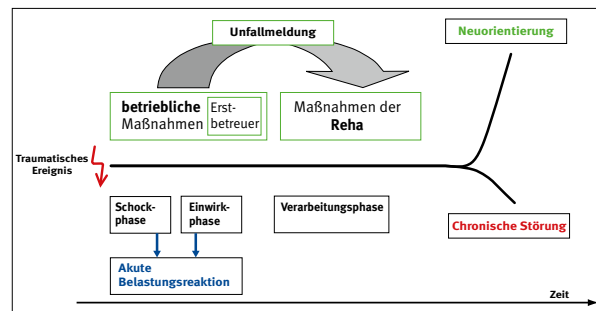 Unfallmeldung
Neuorientierung
betriebliche
Maßnahmen
Erst-
betreuer
Maßnahmen der
Reha
Traumatisches
Ereignis
Schock-
phase
Einwirk-
phase
Verarbeitungsphase
Chronische Störung
Akute
Belastungsreaktion
Zeit